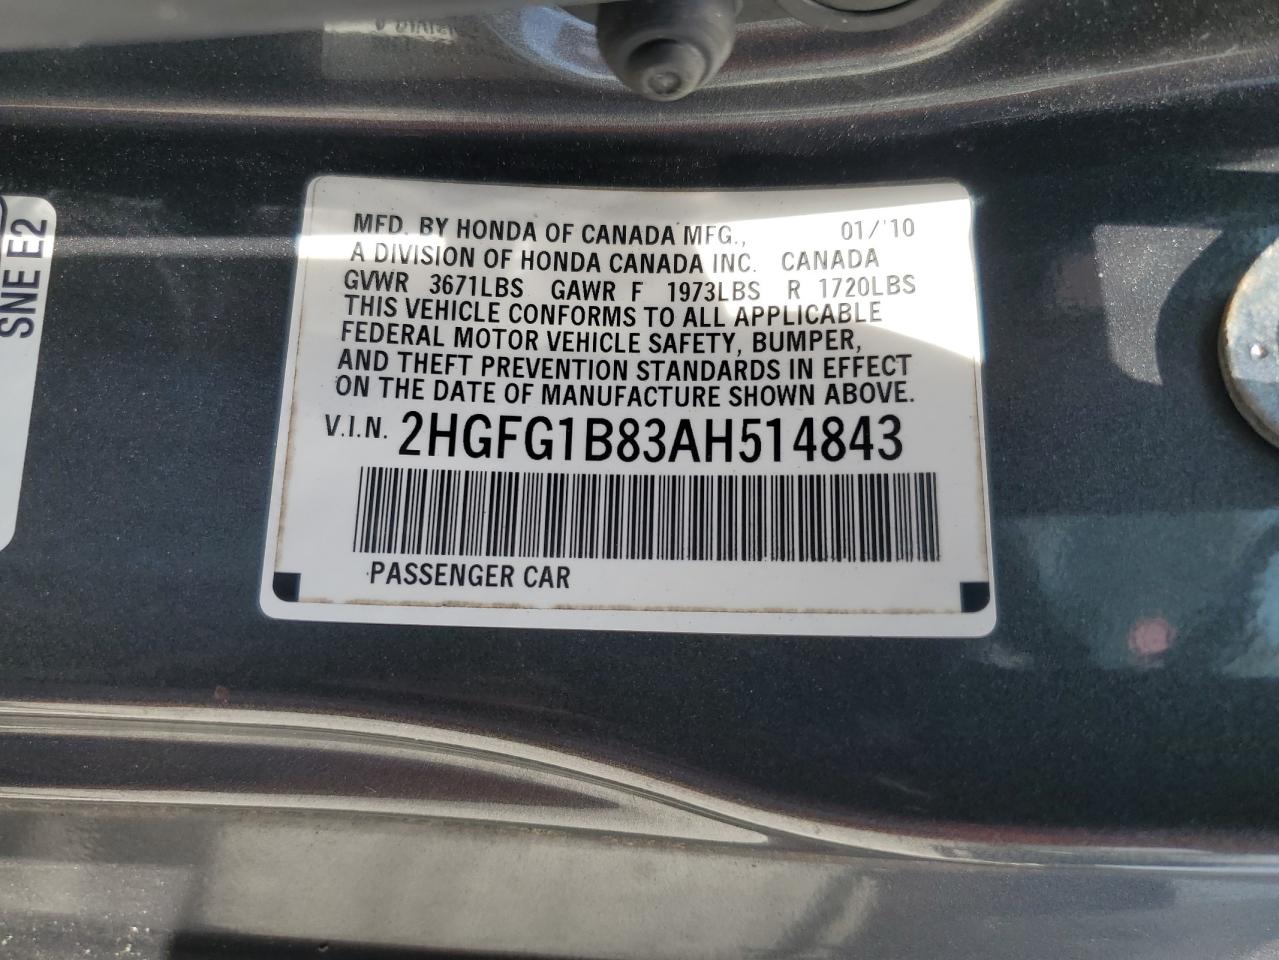 MFD. BY HONDA OF CANADA MFG., 01/'10
A DIVISION OF HONDA CANADA INC. CANADA
GVWR 3671LBS GAWR F 1973LBS R 1720LBS
THIS VEHICLE CONFORMS TO ALL APPLICABLE
FEDERAL MOTOR VEHICLE SAFETY, BUMPER,
AND THEFT PREVENTION STANDARDS IN EFFECT
ON THE DATE OF MANUFACTURE SHOWN ABOVE.
V.I.N. 2HGFG1B83AH514843
PASSENGER CAR
SNE E2